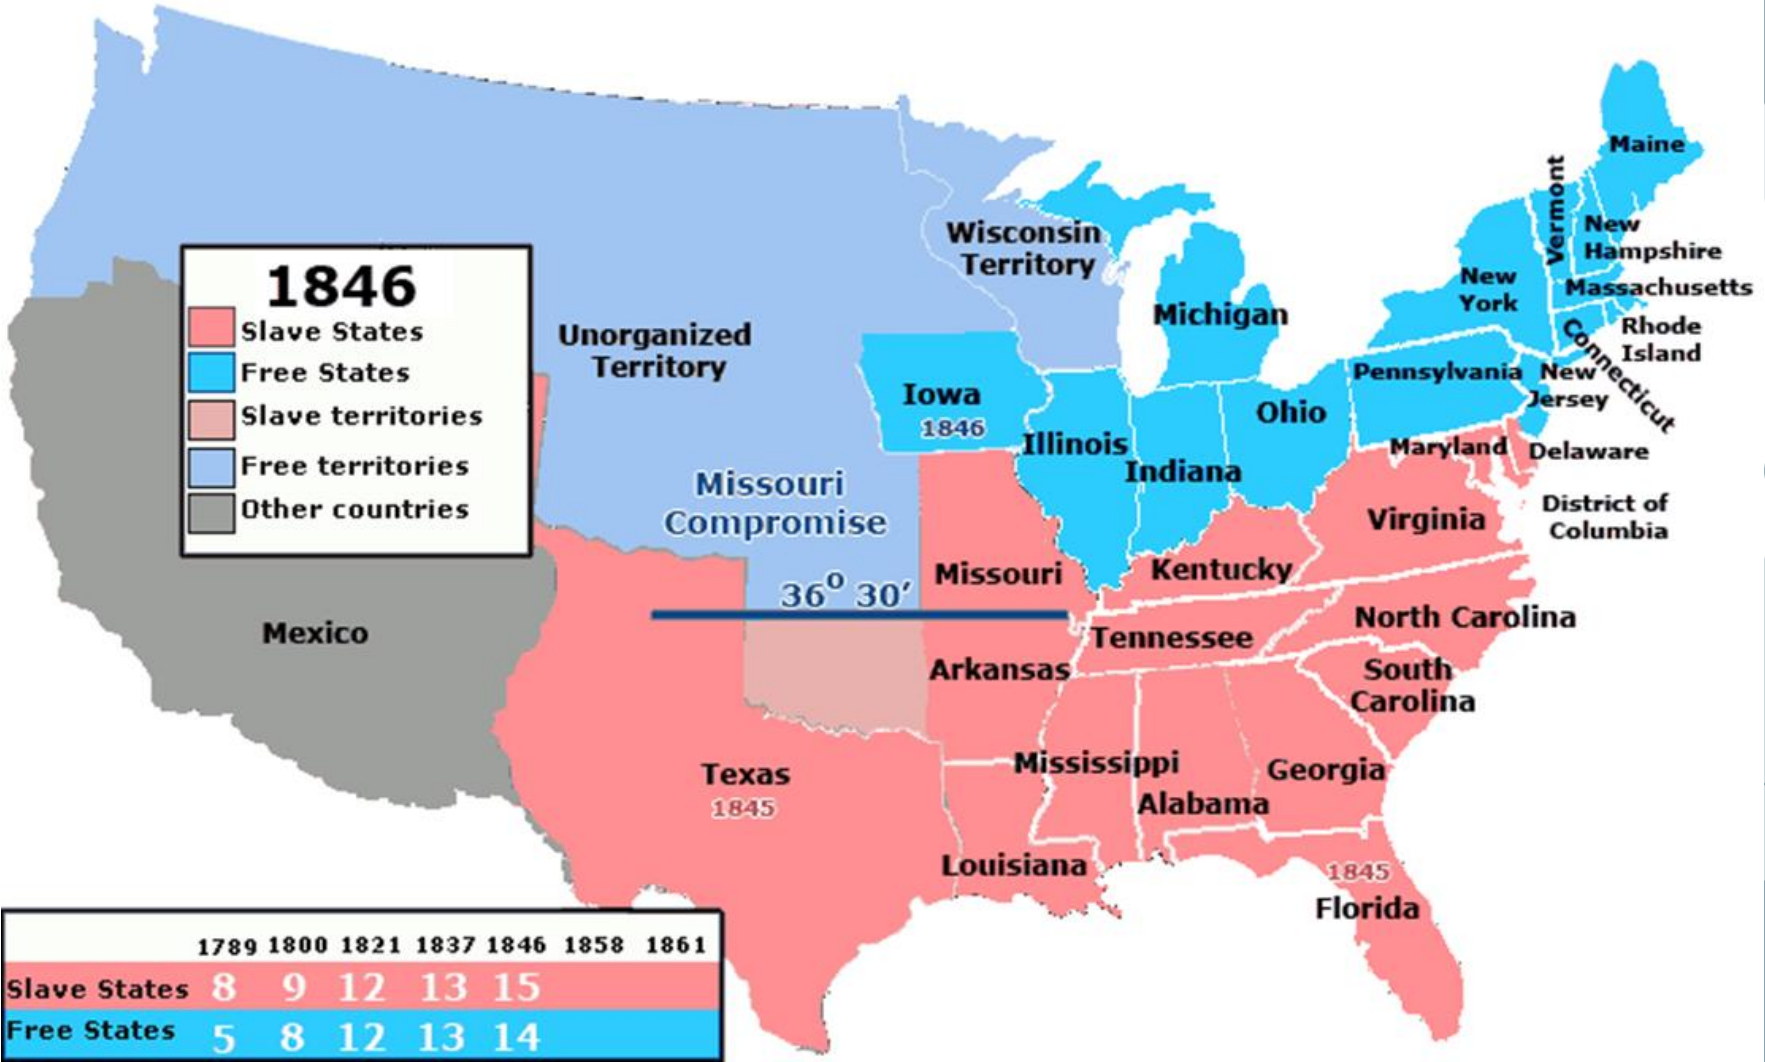 Maine
Vermont
New
Hampshire
Wisconsin
Territory
New
York
Massachusetts
Michigan
Rhode
Island
Connecticut
1846
Slave States
Free States
Slave territories
Free territories
Other countries
Unorganized
Territory
Pennsylvania
New
Jersey
Iowa
1846
Ohio
Illinois
Indiana
Maryland
Delaware
Missouri
Compromise
District of
Columbia
Virginia
36° 30′
Missouri
Kentucky
Mexico
North Carolina
Tennessee
Arkansas
South
Carolina
Texas
1845
Mississippi
Georgia
Alabama
Louisiana
1845
Florida
1789 1800 1821 1837 1846 1858 1861
Slave States 8 9 12 13 15
Free States 5 8 12 13 14